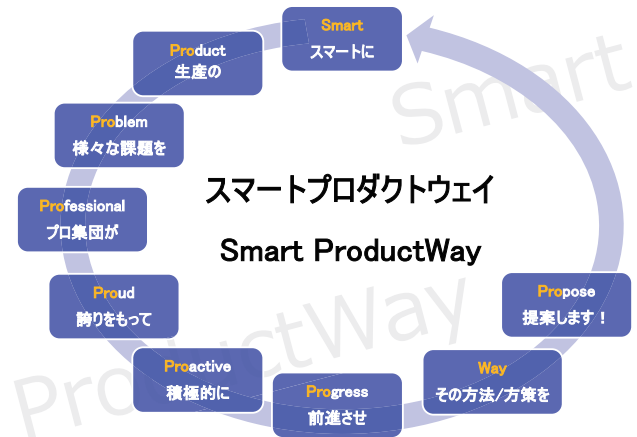 Smart
スマートに
Product
生産の
Problem
様々な課題を
Professional
プロ集団が
Proud
誇りをもって
Proactive
積極的に
Progress
前進させ
Way
その方法/方策を
Propose
提案します！
スマートプロダクトウェイ
Smart ProductWay
Smart
ProductWay